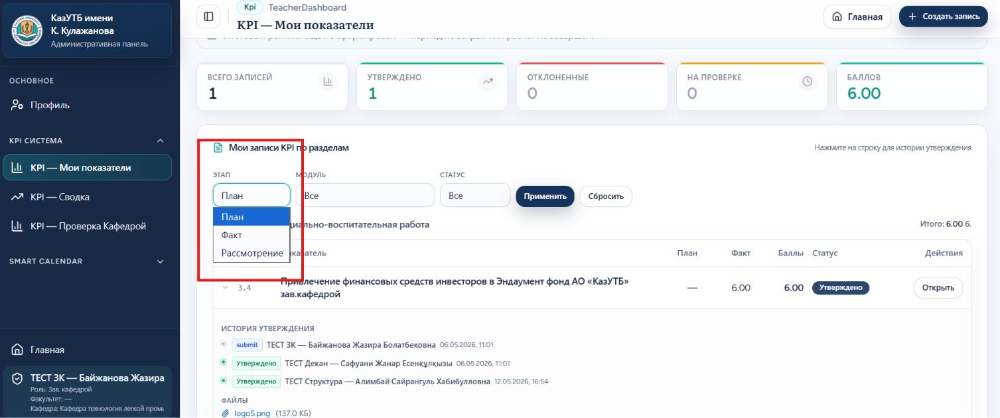 КазУТБ имени
К. Кулажанова
Административная панель
ОСНОВНОЕ
Профиль
KPI СИСТЕМА
KPI — Мои показатели
KPI — Сводка
KPI — Проверка Кафедрой
SMART CALENDAR
Главная
ТЕСТ ЗК — Байжанова Жазира
Роль: Зав. кафедрой
Факультет: —
Кафедра: Кафедра технология легкой
Kpi TeacherDashboard
KPI — Мои показатели
Главная
+ Создать запись
ВСЕГО ЗАПИСЕЙ
1
УТВЕРЖДЕНО
1
ОТКЛОНЕННЫЕ
0
НА ПРОВЕРКЕ
0
БАЛЛОВ
6.00
Мои записи KPI по разделам
Нажмите на строку для истории утверждения
ЭТАП МОДУЛЬ СТАТУС
План Все Все Применить Сбросить
План
Факт
Рассмотрение
воспитательная работа Итого: 6.00 б.
План Факт Баллы Статус Действия
3.4 Привлечение финансовых средств инвесторов в Эндаумент фонд АО «КазУТБ» — 6.00 6.00 Утверждено Открыть
зав.кафедрой
ИСТОРИЯ УТВЕРЖДЕНИЯ
submit ТЕСТ ЗК — Байжанова Жазира Болатбековна 06.05.2026, 11:01
Утверждено ТЕСТ Декан — Сафуани Жанар Есенқұлқызы 06.05.2026, 11:01
Утверждено ТЕСТ Структура — Алимбай Сайрангуль Хабибулловна 12.05.2026, 16:54
ФАЙЛЫ
logo5.png (137.0 КБ)